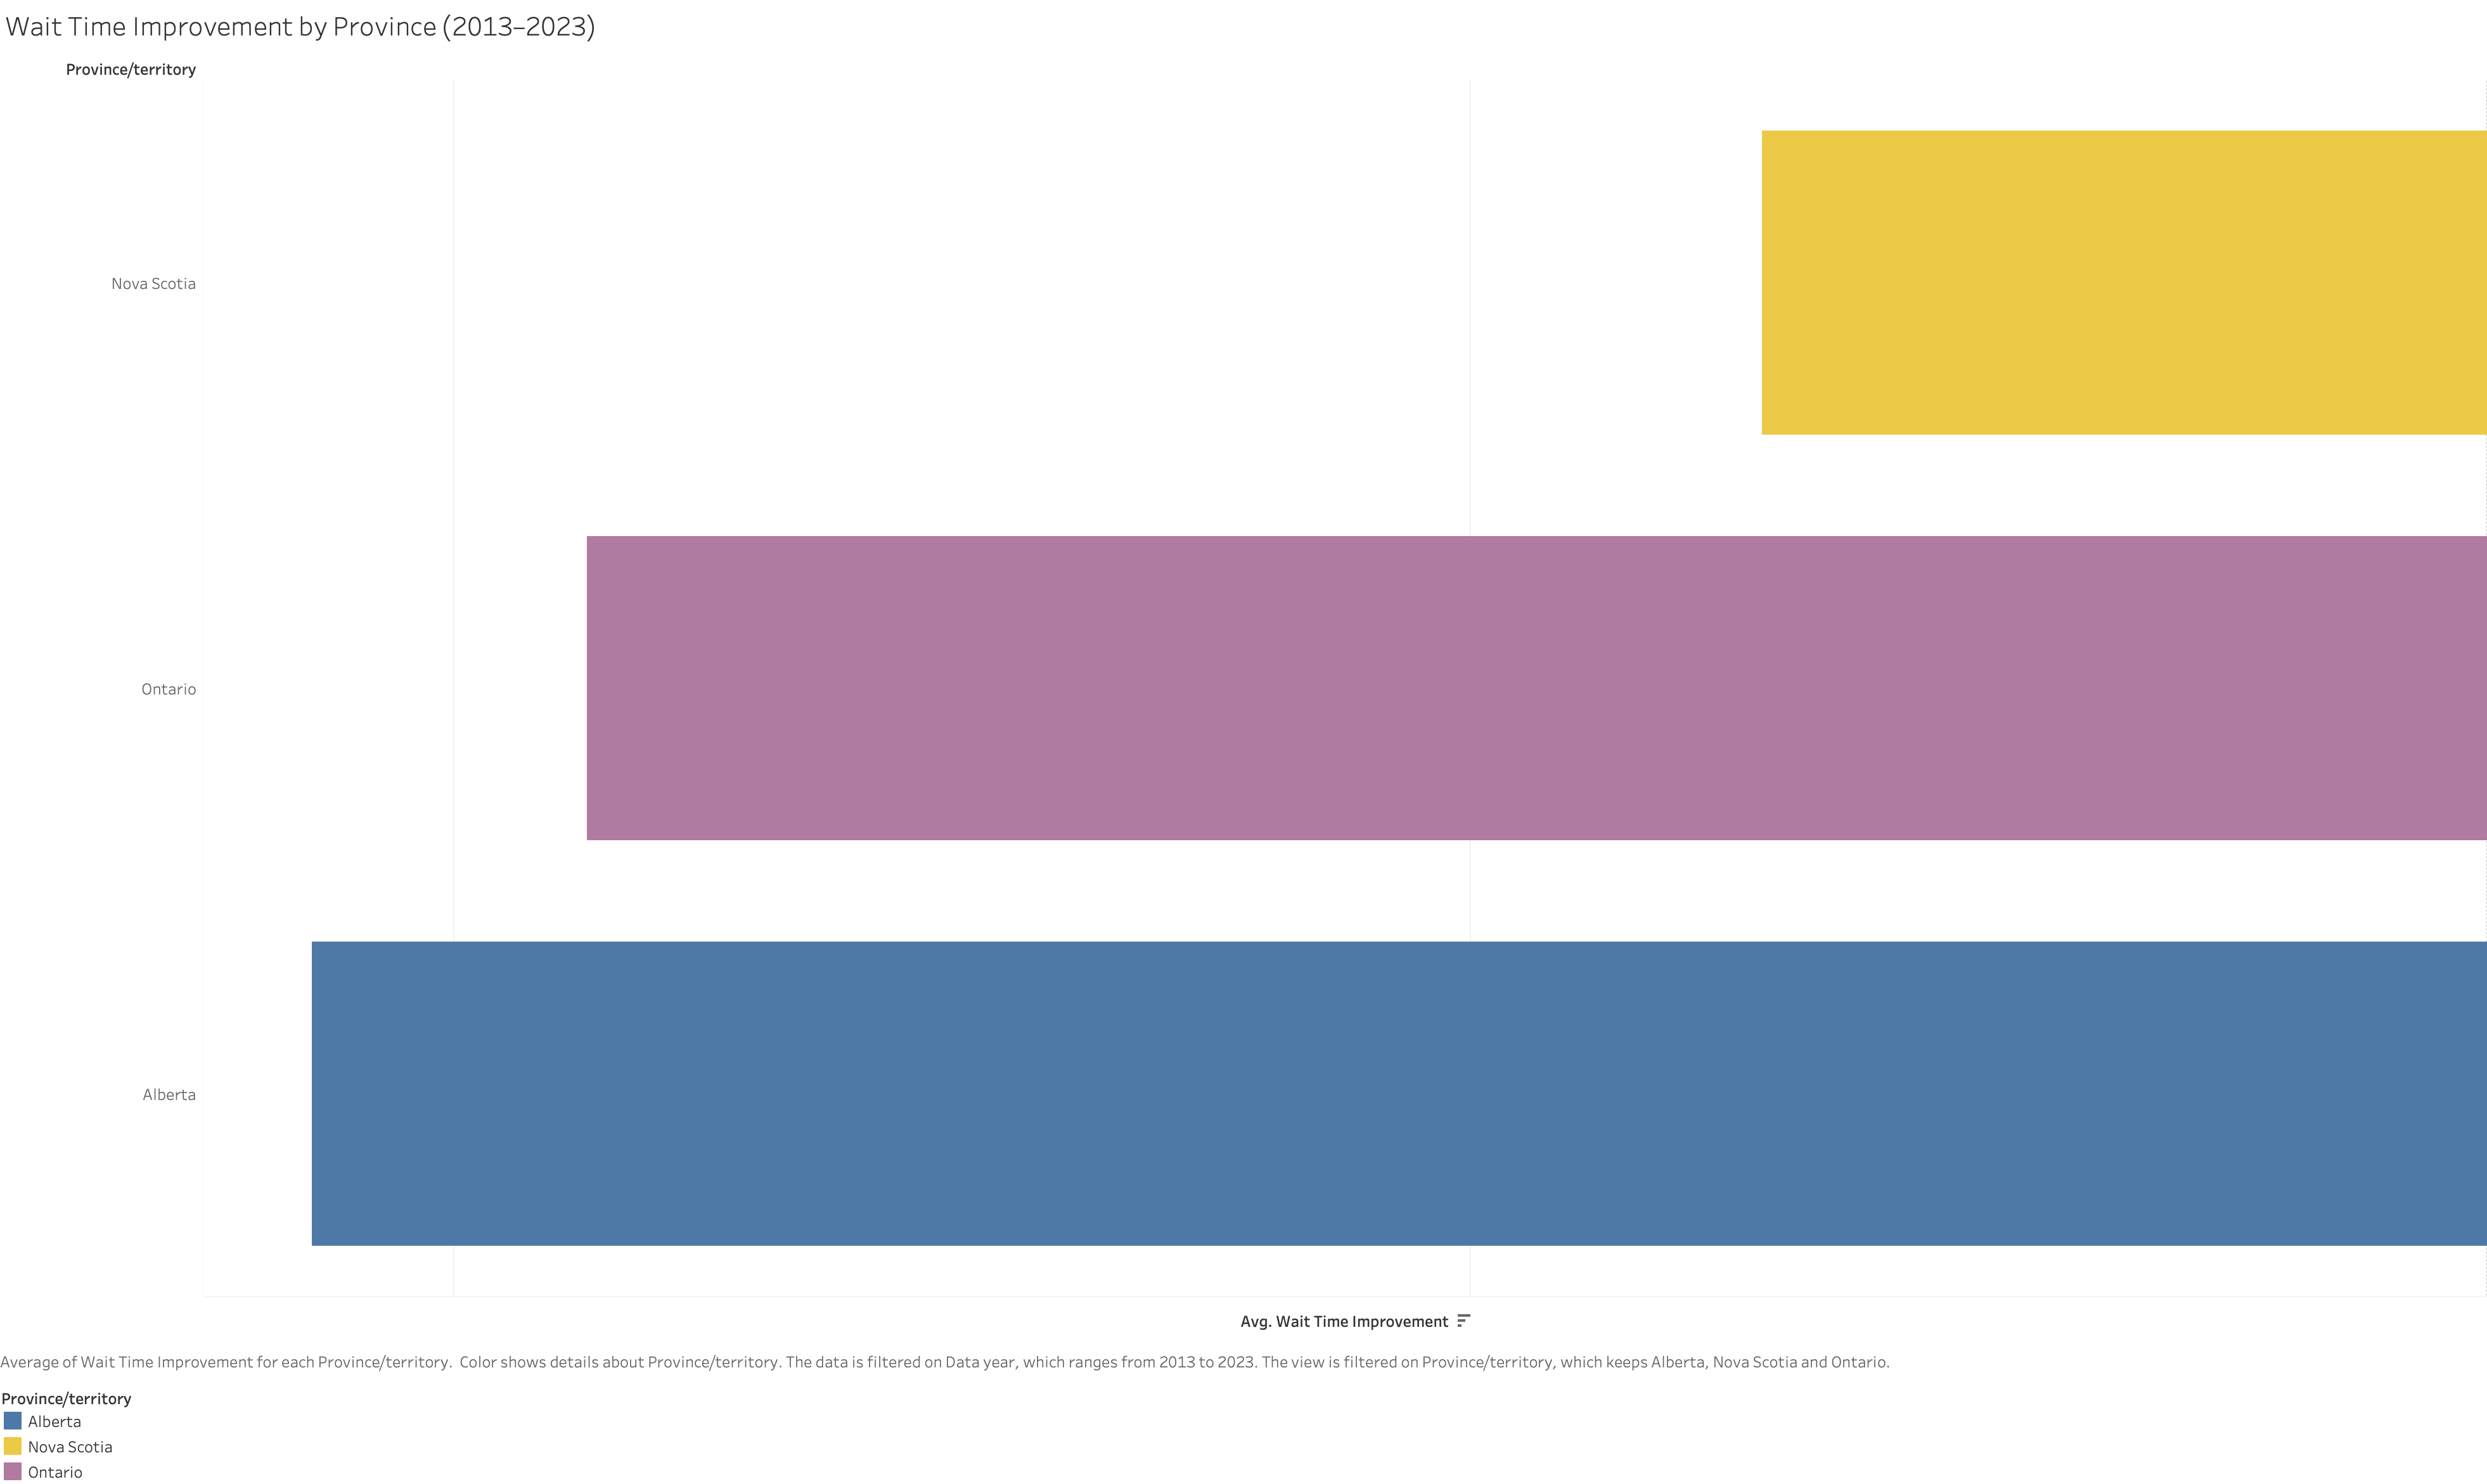 Wait Time Improvement by Province (2013–2023)
Province/territory
Nova Scotia
Ontario
Alberta
Avg. Wait Time Improvement
Average of Wait Time Improvement for each Province/territory.  Color shows details about Province/territory. The data is filtered on Data year, which ranges from 2013 to 2023. The view is filtered on Province/territory, which keeps Alberta, Nova Scotia and Ontario.
Province/territory
Alberta
Nova Scotia
Ontario